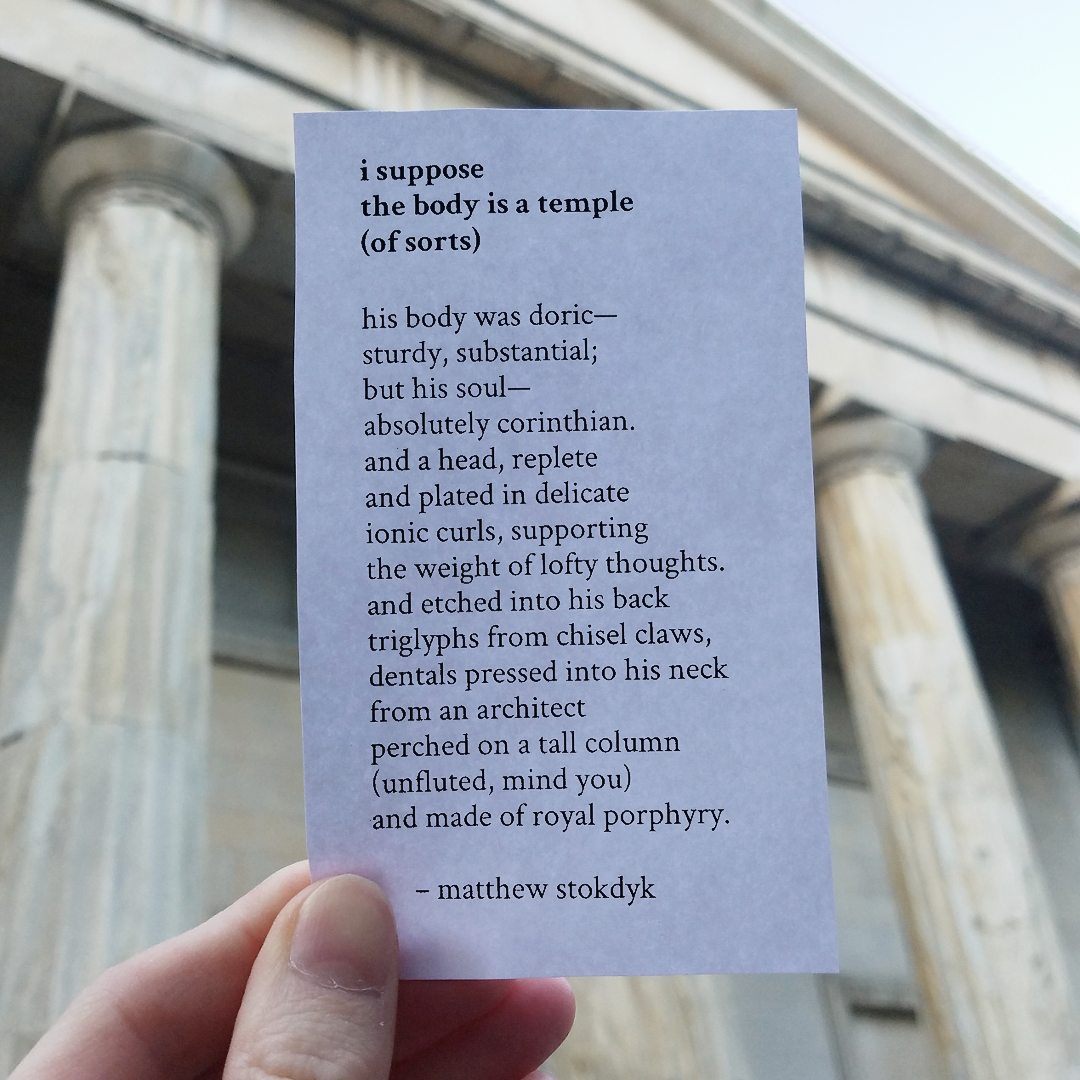 i suppose
the body is a temple
(of sorts)
his body was doric—
sturdy, substantial;
but his soul—
absolutely corinthian.
and a head, replete
and plated in delicate
ionic curls, supporting
the weight of lofty thoughts.
and etched into his back
triglyphs from chisel claws,
dentals pressed into his neck
from an architect
perched on a tall column
(unfluted, mind you)
and made of royal porphyry.
– matthew stokdyk